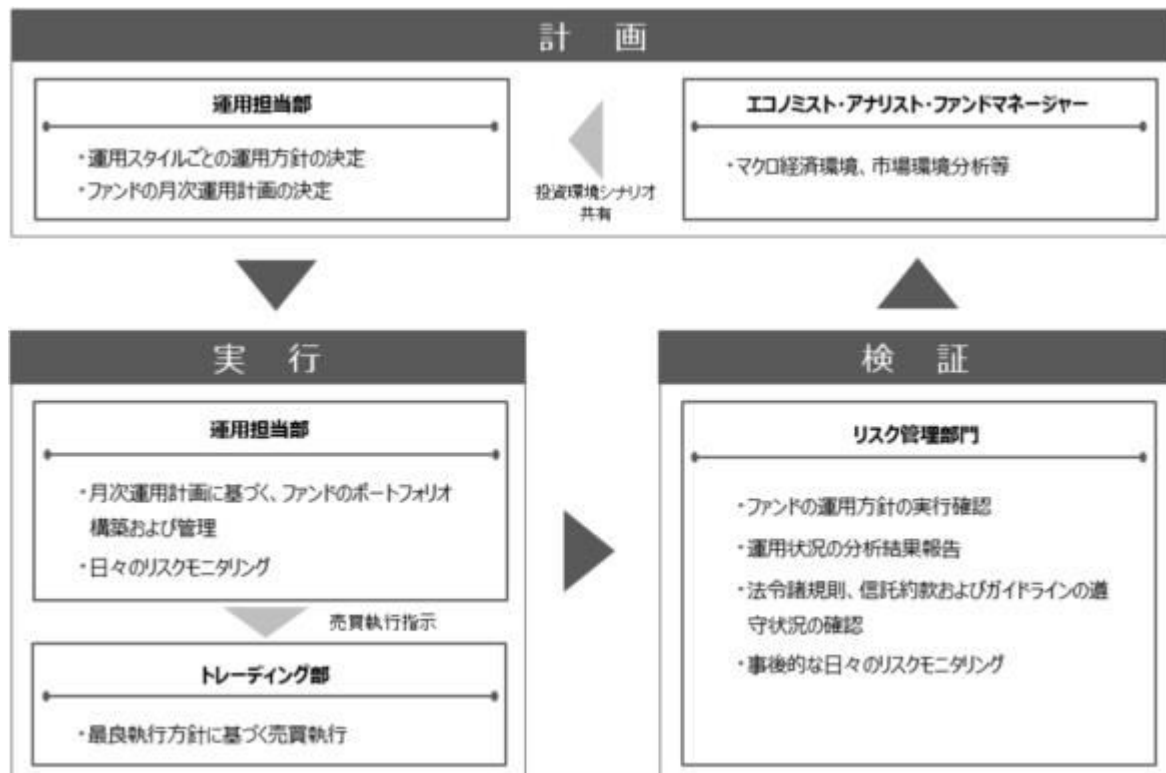 計 画
運用担当部
・運用スタイルごとの運用方針の決定
・ファンドの月次運用計画の決定
投資環境シナリオ
共有
エコノミスト・アナリスト・ファンドマネージャー
・マクロ経済環境、市場環境分析等
実 行
運用担当部
・月次運用計画に基づく、ファンドのポートフォリオ
構築および管理
・日々のリスクモニタリング
売買執行指示
トレーディング部
・最良執行方針に基づく売買執行
検 証
リスク管理部門
・ファンドの運用方針の実行確認
・運用状況の分析結果報告
・法令諸規則、信託約款およびガイドラインの遵
守状況の確認
・事後的な日々のリスクモニタリング